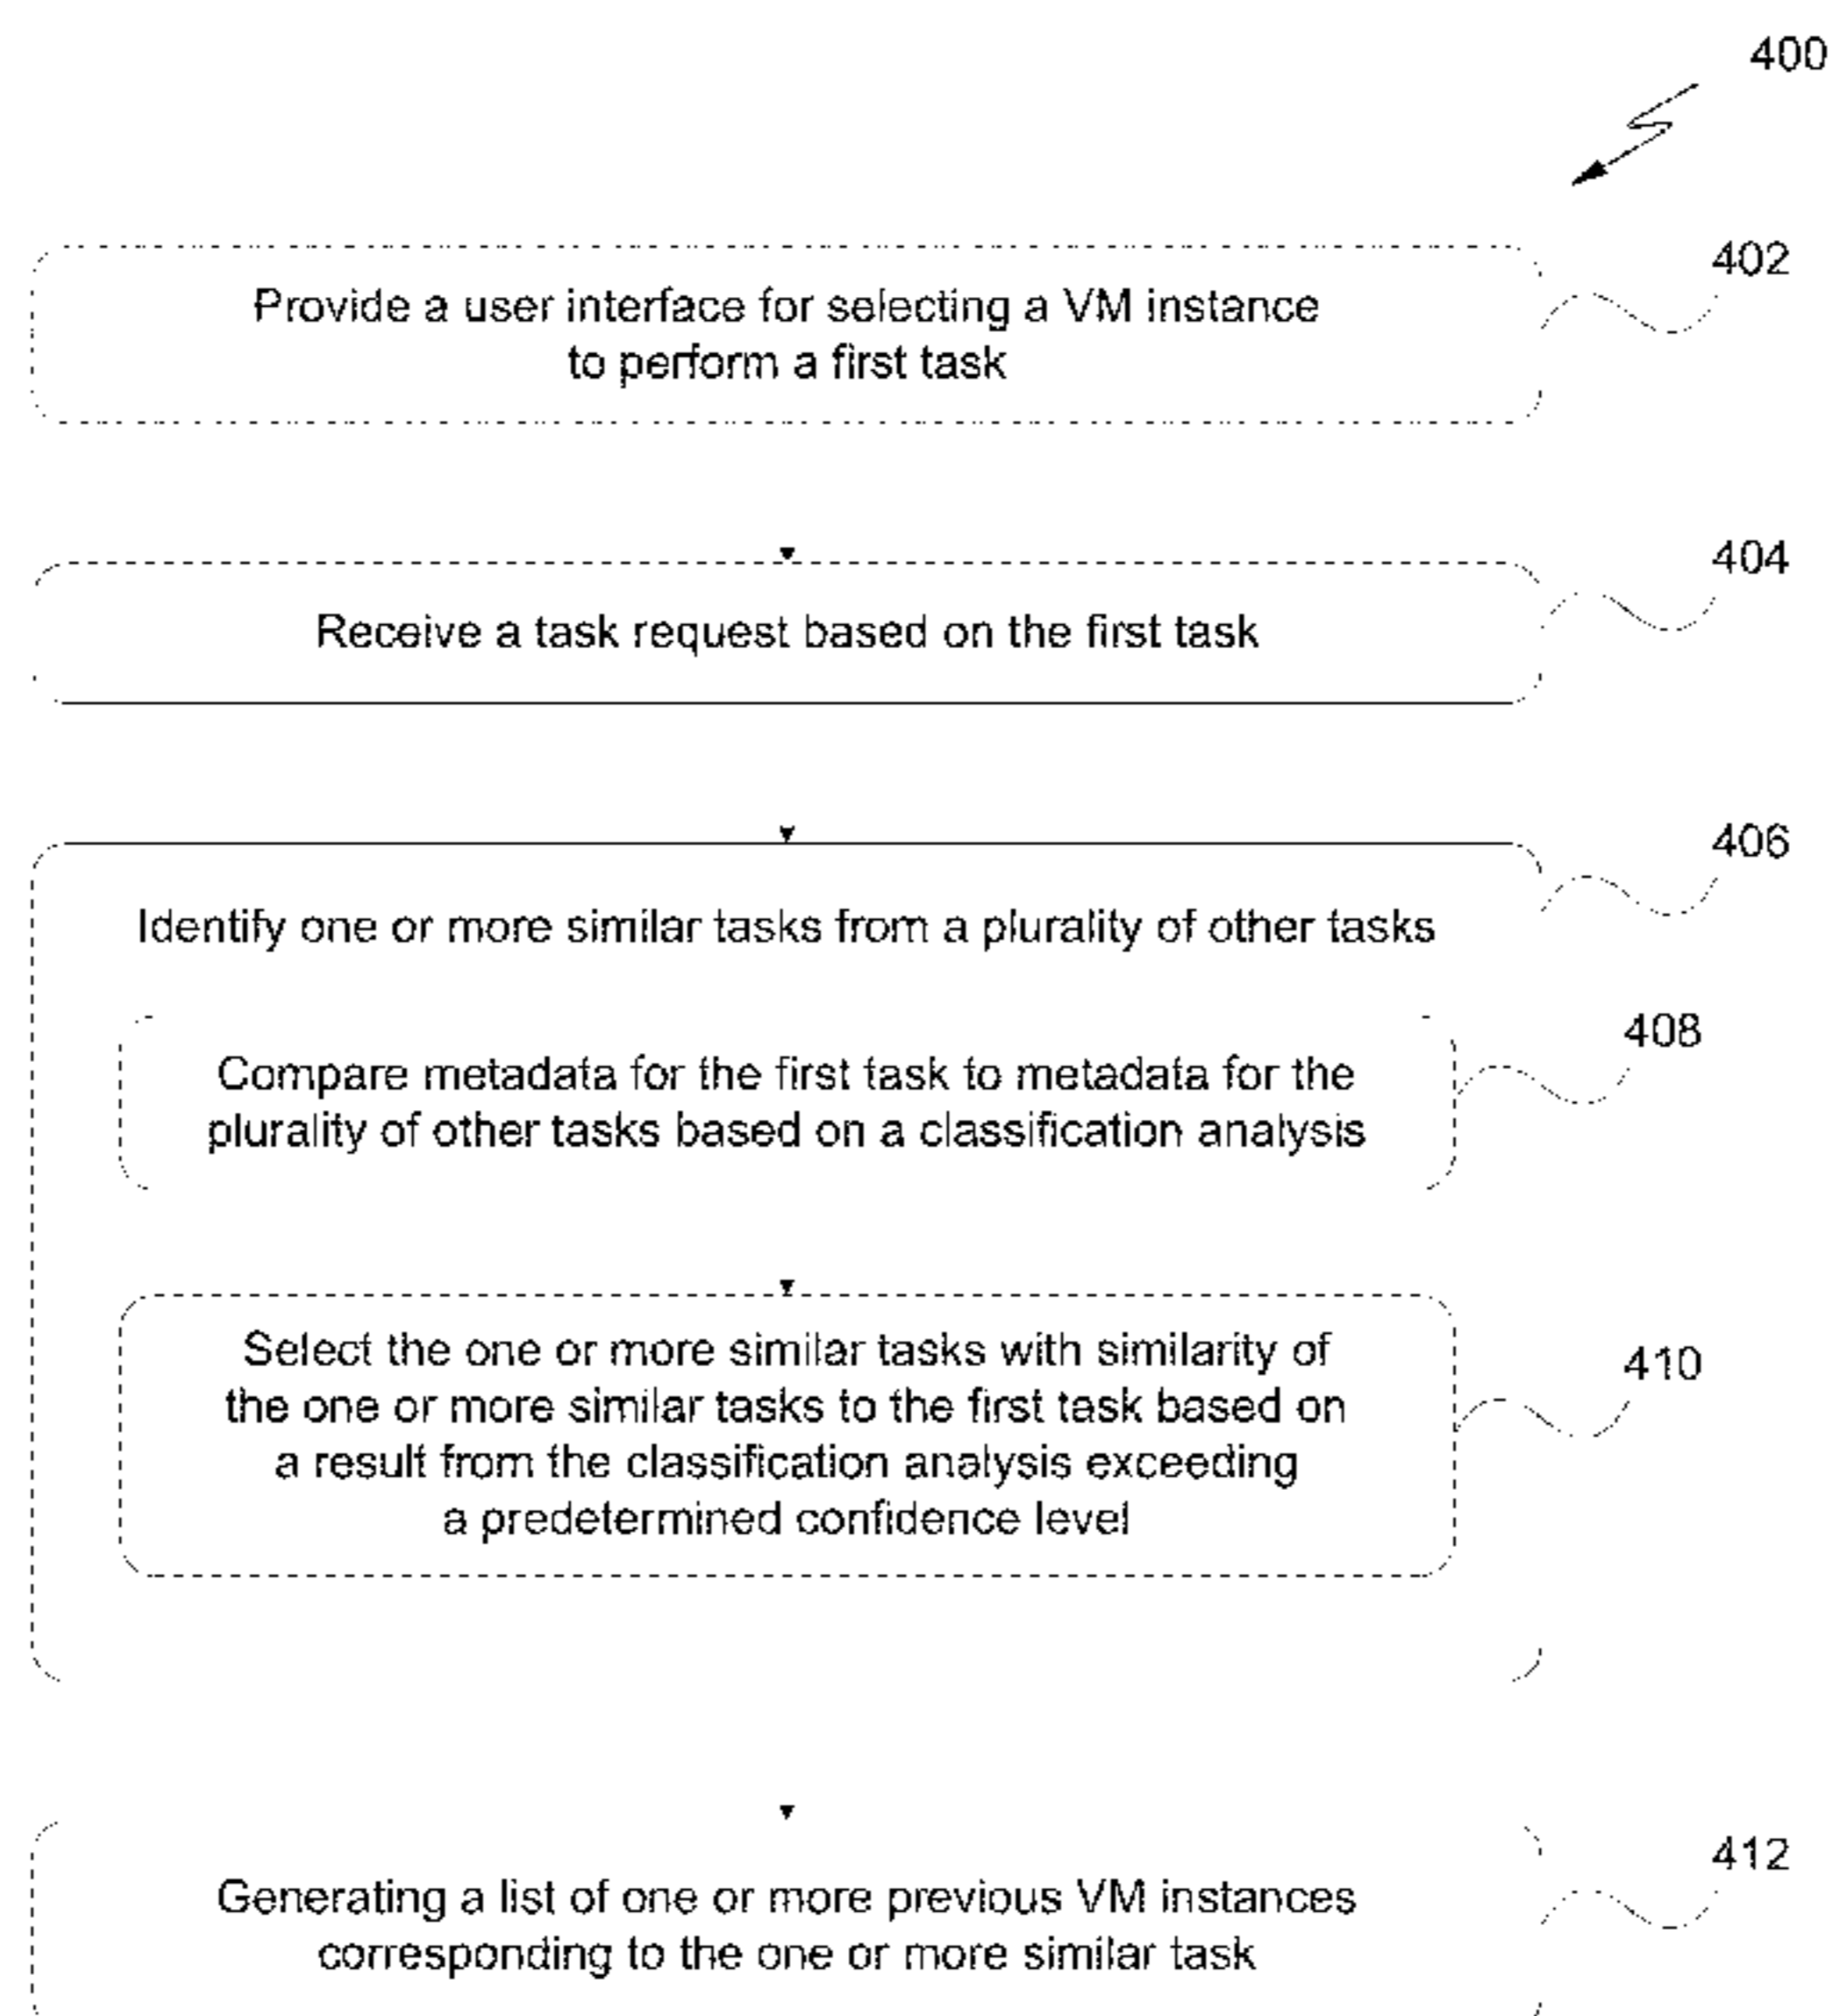 400
402
Provide a user interface for selecting a VM instance
to perform a first task
404
Receive a task request based on the first task
406
Identify one or more similar tasks from a plurality of other tasks
408
Compare metadata for the first task to metadata for the
plurality of other tasks based on a classification analysis
410
Select the one or more similar tasks with similarity of
the one or more similar tasks to the first task based on
a result from the classification analysis exceeding
a predetermined confidence level
412
Generating a list of one or more previous VM instances
corresponding to the one or more similar task